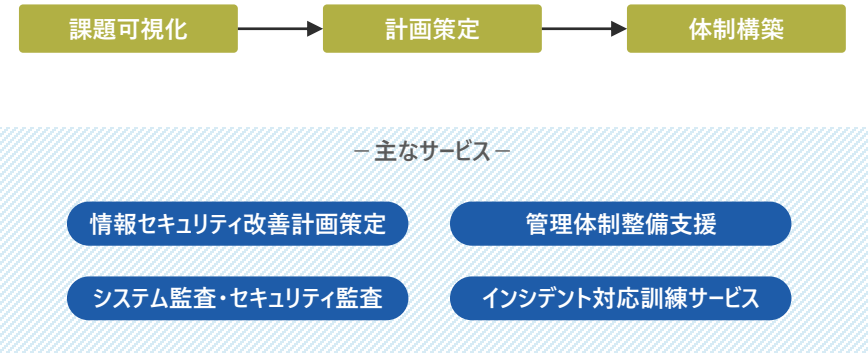 課題可視化
計画策定
体制構築
－主なサービス－
情報セキュリティ改善計画策定
管理体制整備支援
システム監査・セキュリティ監査
インシデント対応訓練サービス